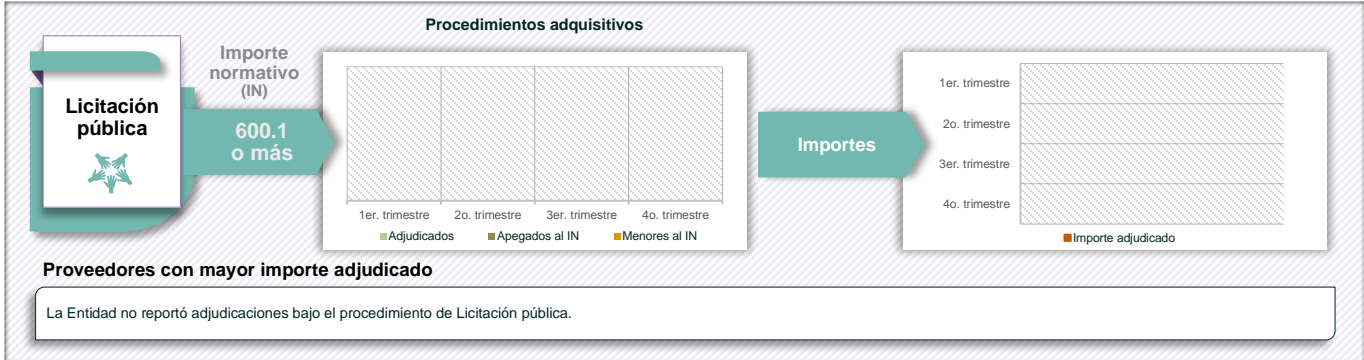 Procedimientos adquisitivos
Licitación
pública
Importe
normativo
(IN)
600.1
o más
1er. trimestre 2o. trimestre 3er. trimestre 4o. trimestre
Adjudicados Apegados al IN Menores al IN
Importes
1er. trimestre
2o. trimestre
3er. trimestre
4o. trimestre
Importe adjudicado
Proveedores con mayor importe adjudicado
La Entidad no reportó adjudicaciones bajo el procedimiento de Licitación pública.